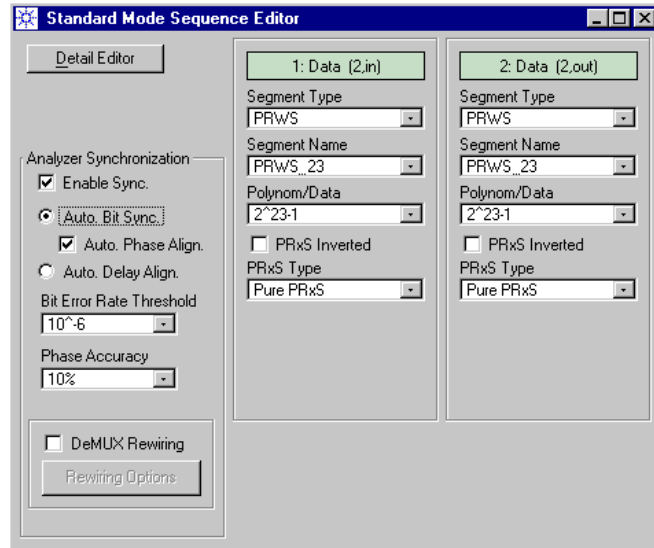 Standard Mode Sequence Editor
Detail Editor
Analyzer Synchronization
Enable Sync.
Auto. Bit Sync.
Auto. Phase Align.
Auto. Delay Align.
Bit Error Rate Threshold
10^-6
Phase Accuracy
10%
DeMUX Rewiring
Rewiring Options
1: Data (2,in)
Segment Type
PRWS
Segment Name
PRWS_23
Polynom/Data
2^23-1
PRxS Inverted
PRxS Type
Pure PRxS
2: Data (2,out)
Segment Type
PRWS
Segment Name
PRWS_23
Polynom/Data
2^23-1
PRxS Inverted
PRxS Type
Pure PRxS